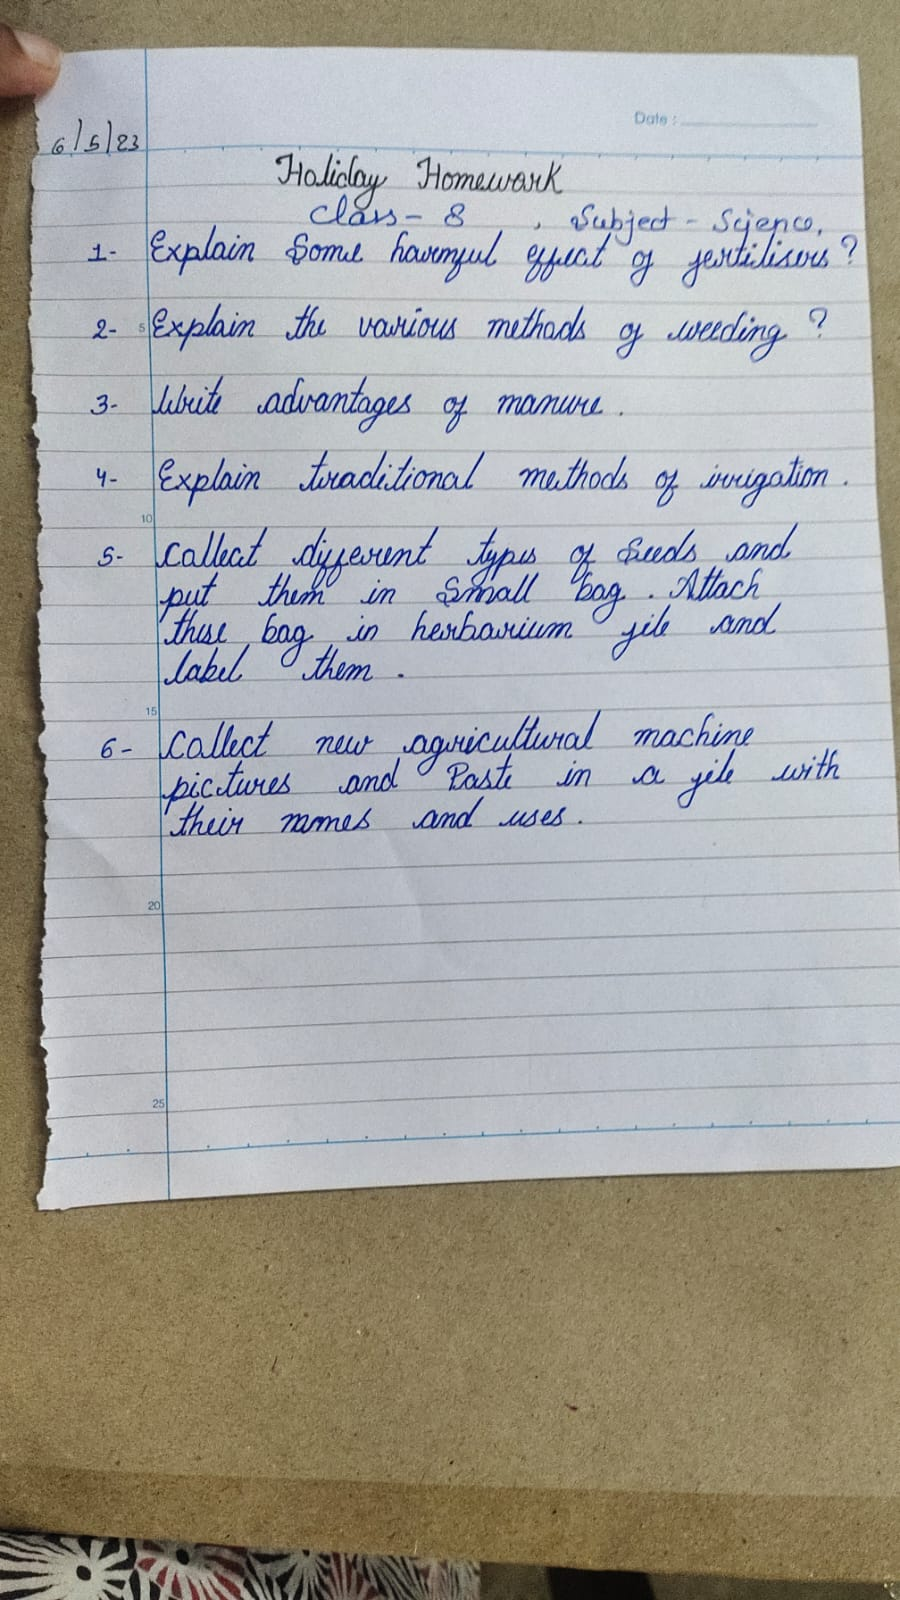 Date :
6/5/23
Holiday Homework
Class - 8 , Subject - Science,
1- Explain Some harmful effect of fertilisers ?
2- Explain the various methods of weeding ?
3- Write advantages of manure.
4- Explain traditional methods of irrigation.
5- Collect different types of Seeds and
put them in Small bag. Attach
these bag in herbarium file and
label them.
6- Collect new agricultural machine
pictures and Paste in a file with
their names and uses.
5
10
15
20
25